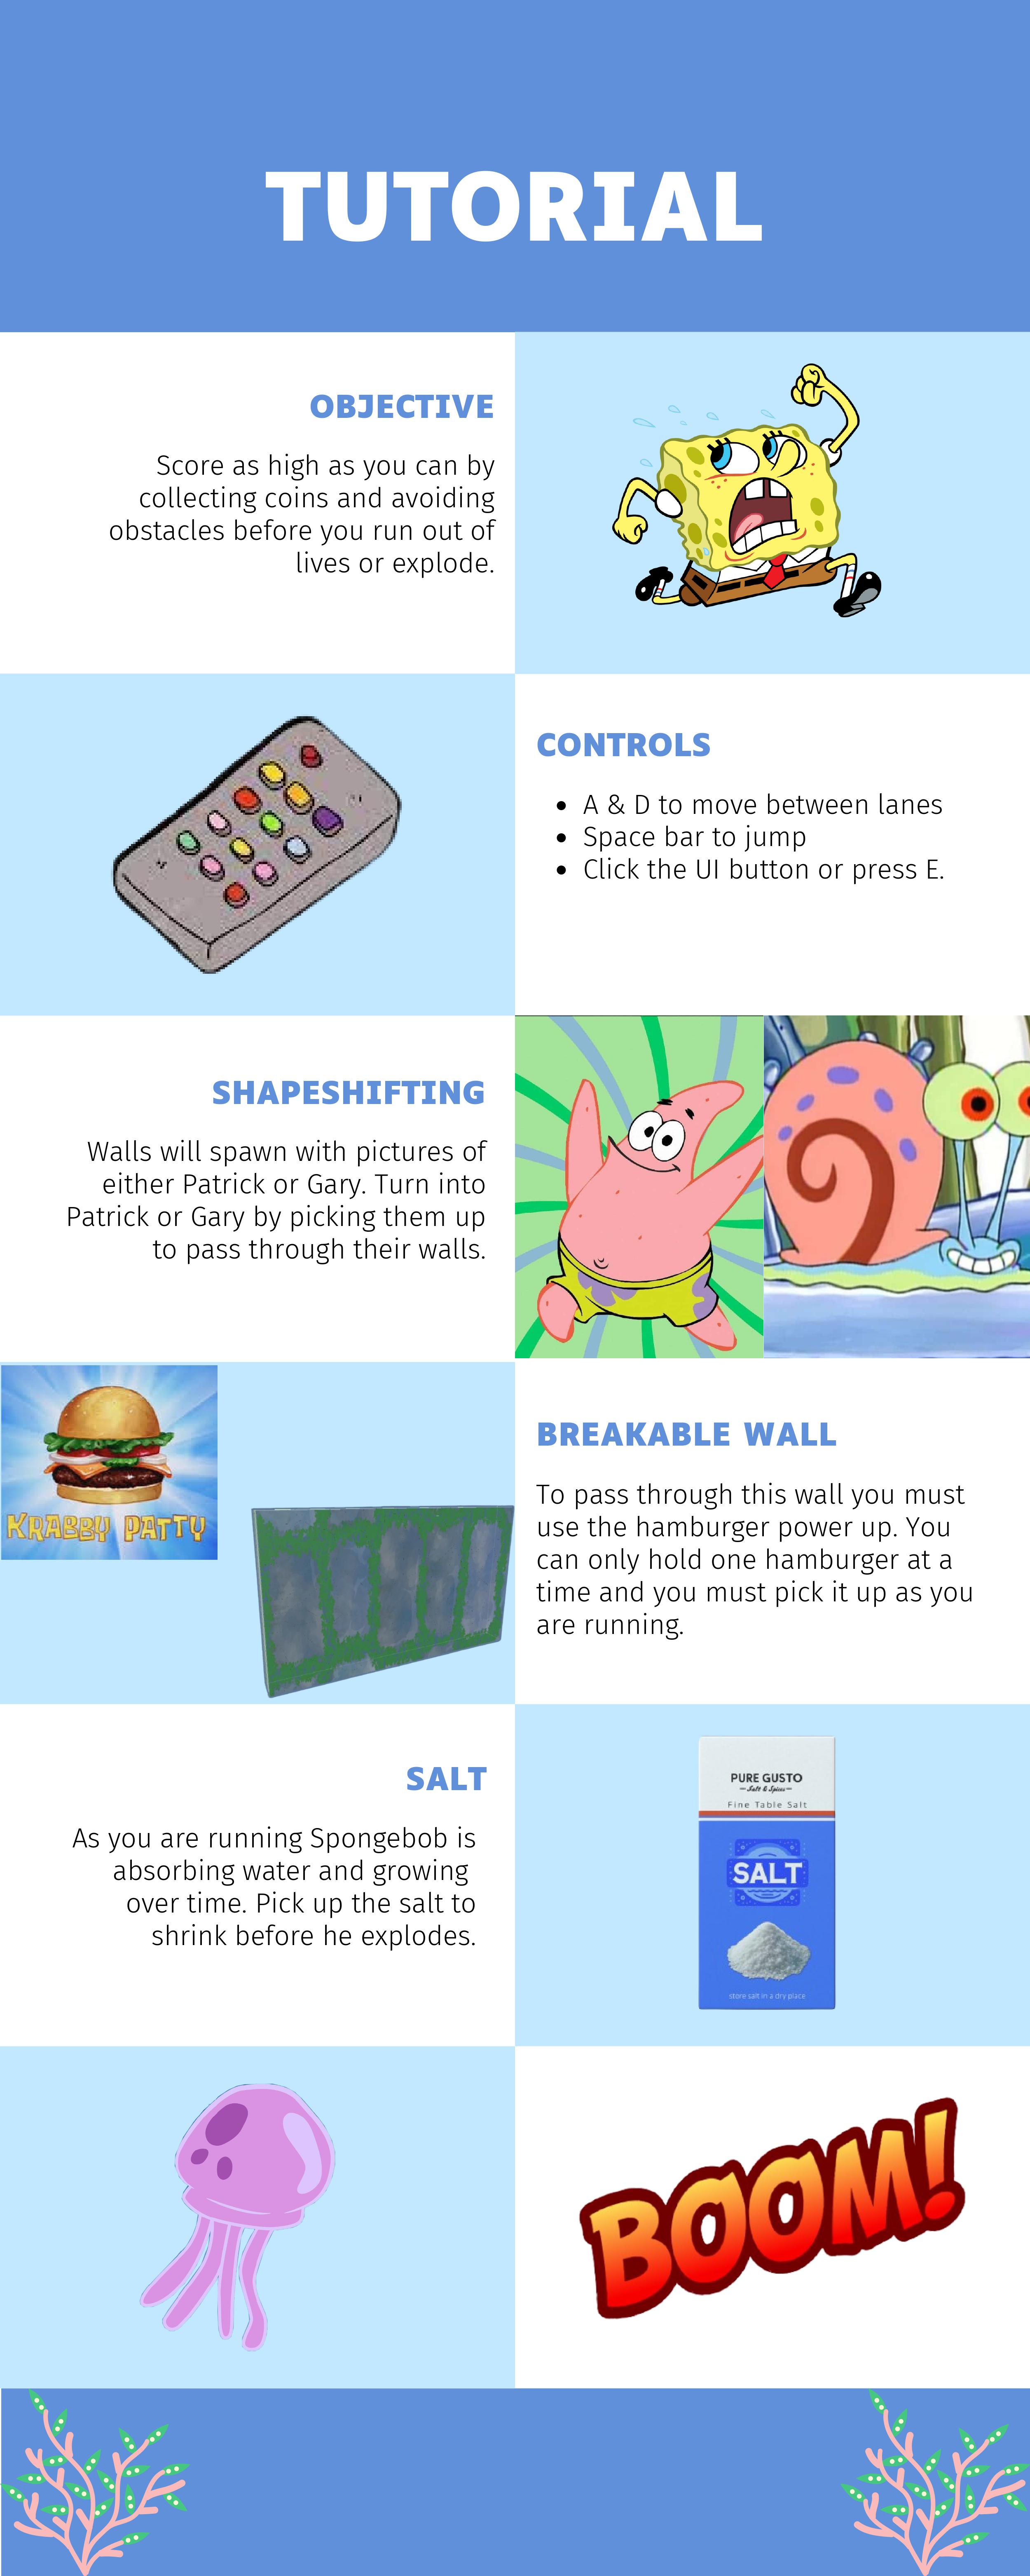 TUTORIAL
OBJECTIVE
Score as high as you can by
collecting coins and avoiding
obstacles before you run out of
lives or explode.
CONTROLS
• A & D to move between lanes
• Space bar to jump
• Click the UI button or press E.
SHAPESHIFTING
Walls will spawn with pictures of
either Patrick or Gary. Turn into
Patrick or Gary by picking them up
to pass through their walls.
KRABBY PATTY
BREAKABLE WALL
To pass through this wall you must
use the hamburger power up. You
can only hold one hamburger at a
time and you must pick it up as you
are running.
SALT
As you are running Spongebob is
absorbing water and growing
over time. Pick up the salt to
shrink before he explodes.
PURE GUSTO
Salt & Spices
Fine Table Salt
SALT
store salt in a dry place
BOOM!